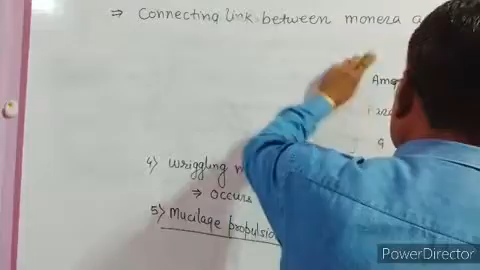 ⇒ Connecting link between monera a
Am
4) Wriggling
⇒ occurs
5) Mucilage propulsio
PowerDirector